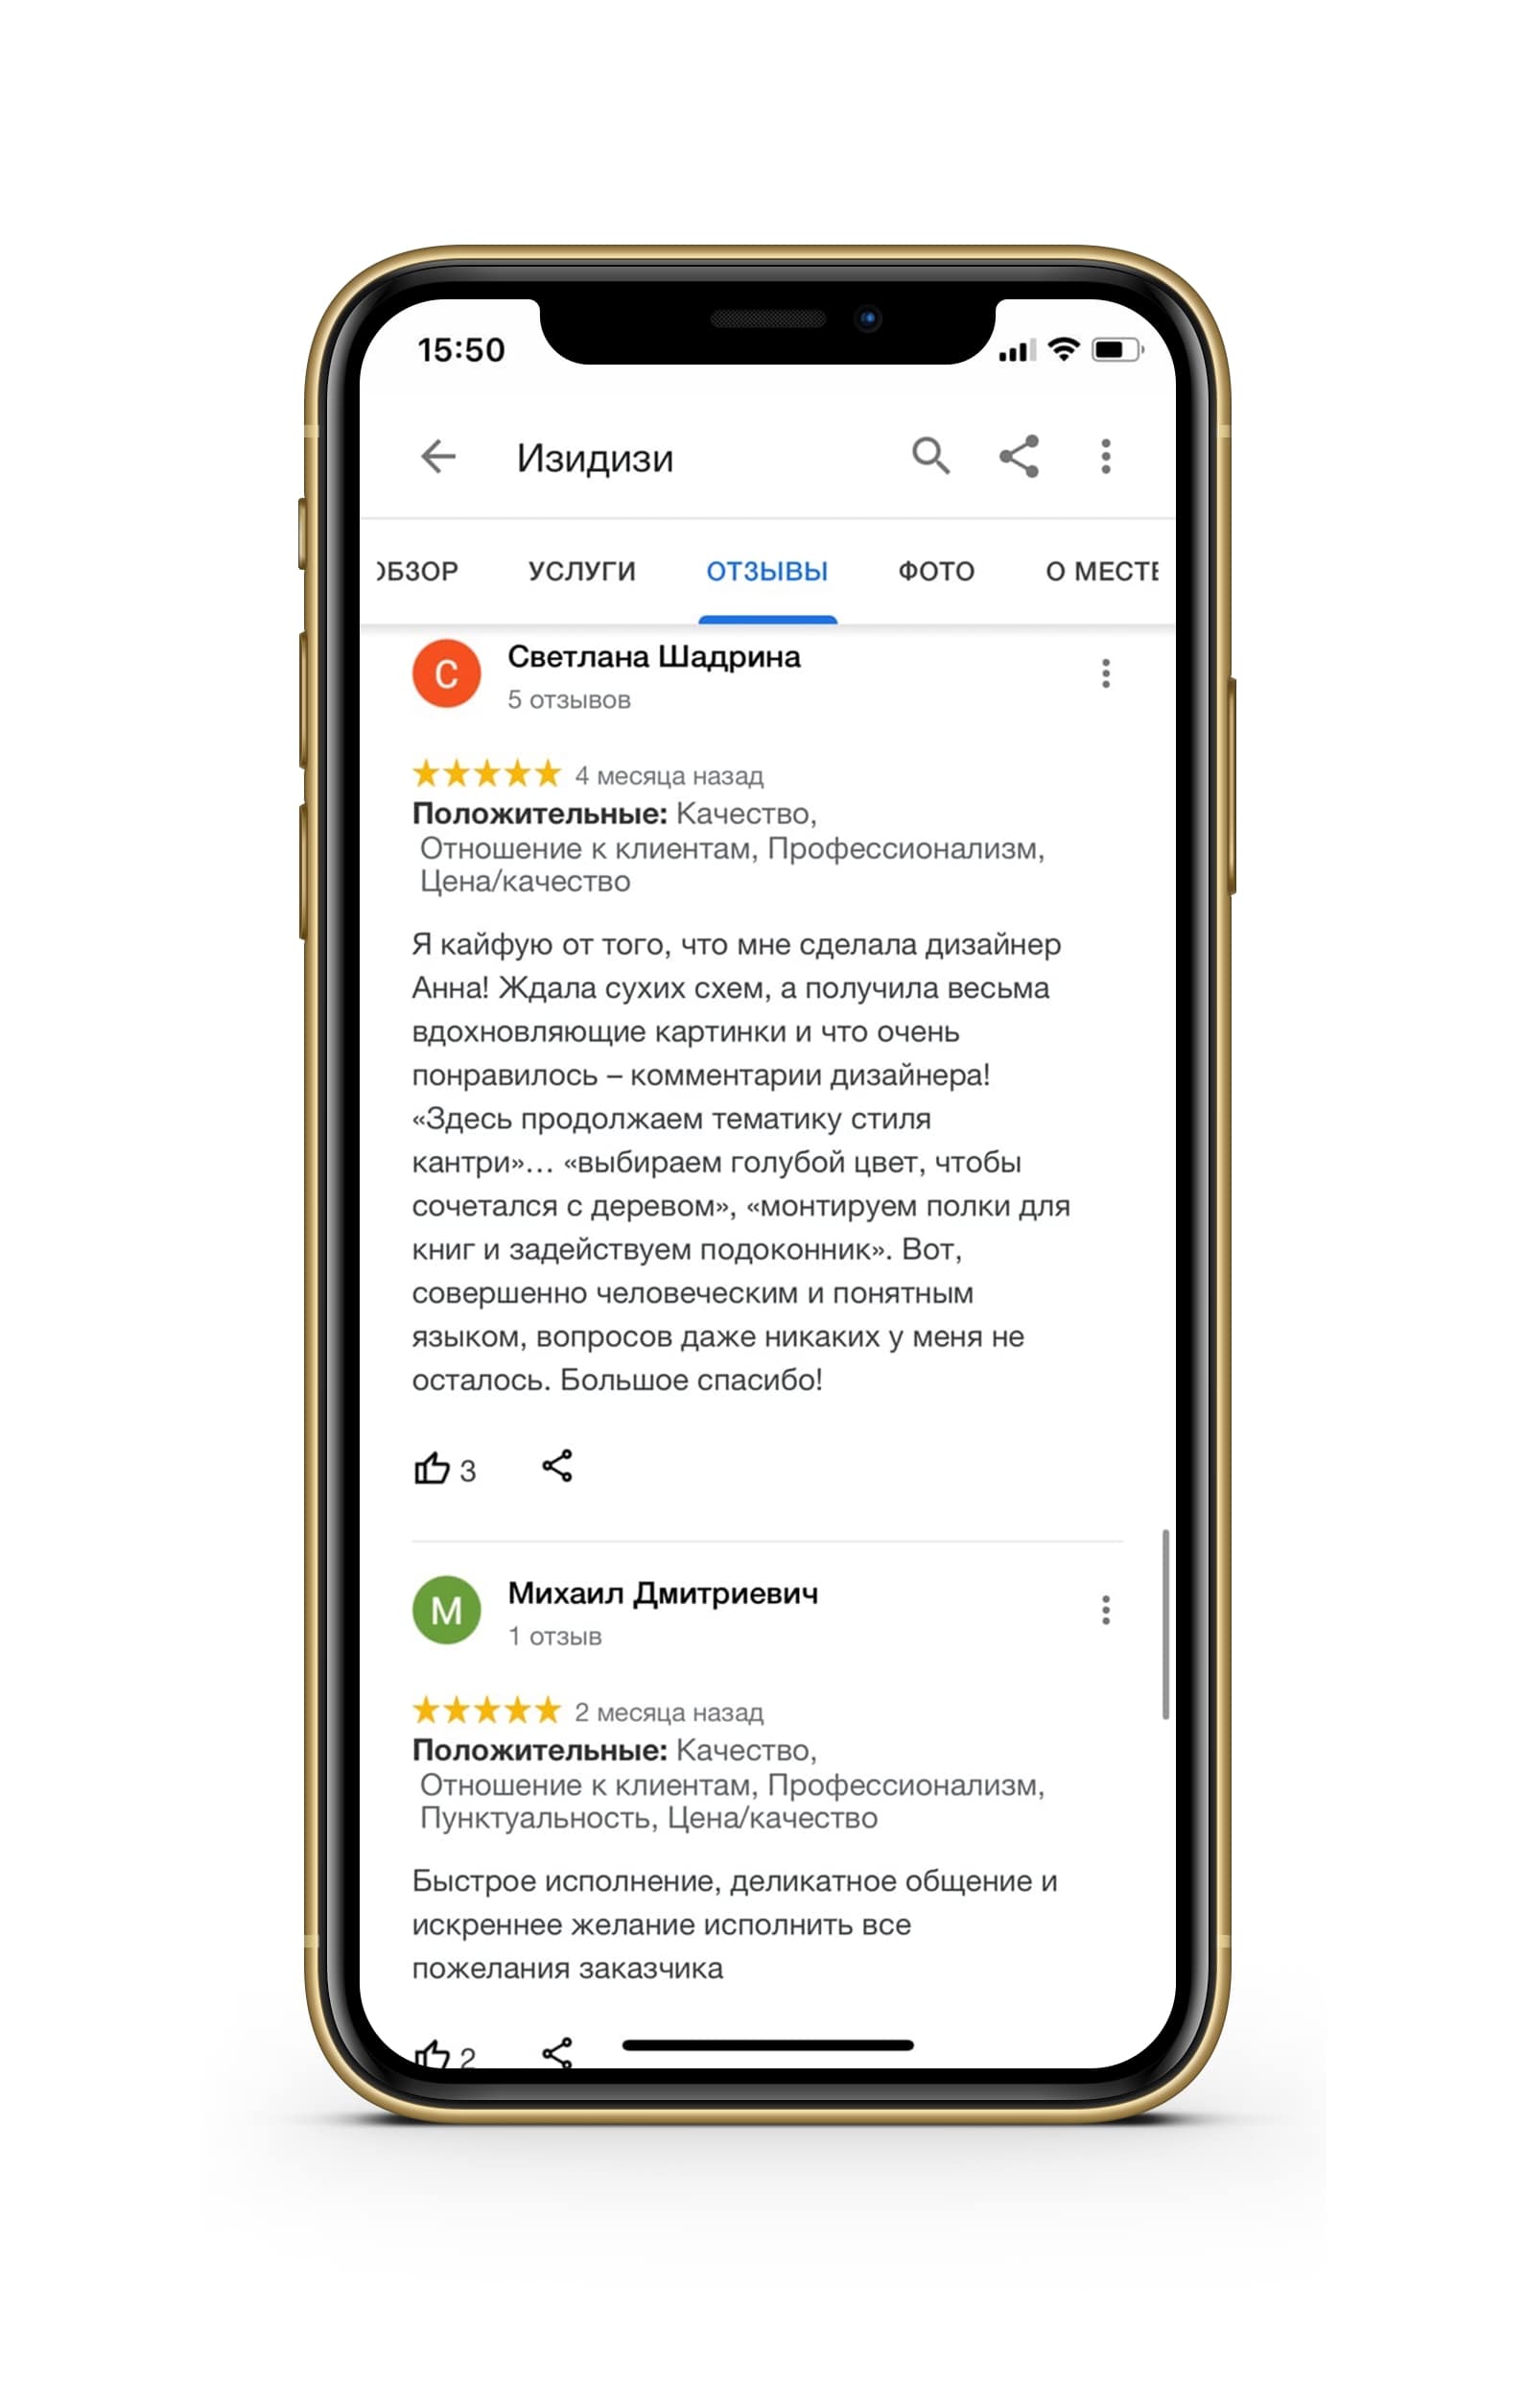 15:50
Изидизи
ОБЗОР УСЛУГИ ОТЗЫВЫ ФОТО О МЕСТЕ
С Светлана Шадрина
5 отзывов
4 месяца назад
Положительные: Качество,
Отношение к клиентам, Профессионализм,
Цена/качество
Я кайфую от того, что мне сделала дизайнер
Анна! Ждала сухих схем, а получила весьма
вдохновляющие картинки и что очень
понравилось – комментарии дизайнера!
«Здесь продолжаем тематику стиля
кантри»... «выбираем голубой цвет, чтобы
сочетался с деревом», «монтируем полки для
книг и задействуем подоконник». Вот,
совершенно человеческим и понятным
языком, вопросов даже никаких у меня не
осталось. Большое спасибо!
3
М Михаил Дмитриевич
1 отзыв
2 месяца назад
Положительные: Качество,
Отношение к клиентам, Профессионализм,
Пунктуальность, Цена/качество
Быстрое исполнение, деликатное общение и
искреннее желание исполнить все
пожелания заказчика
2